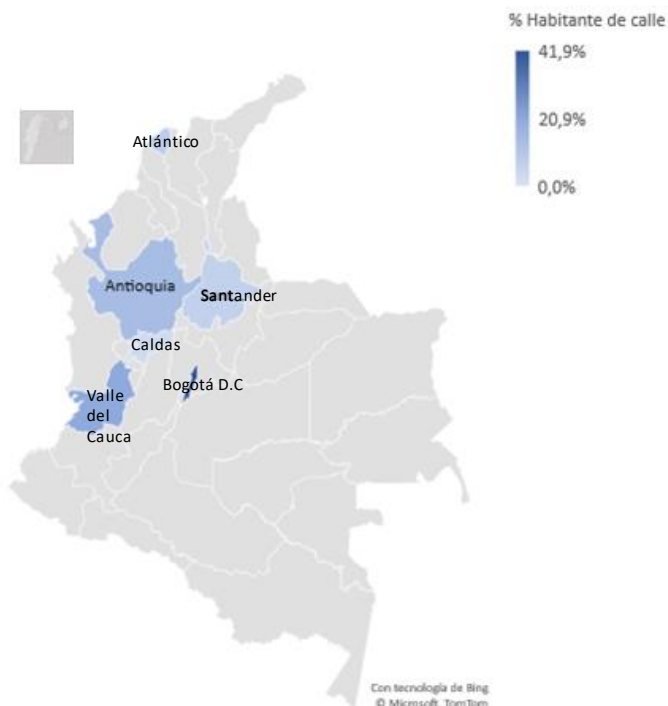 % Habitante de calle
41,9%
20,9%
0,0%
Atlántico
Antioquia
Santander
Caldas
Bogotá D.C
Valle
del
Cauca
Con tecnología de Bing
© Microsoft, TomTom